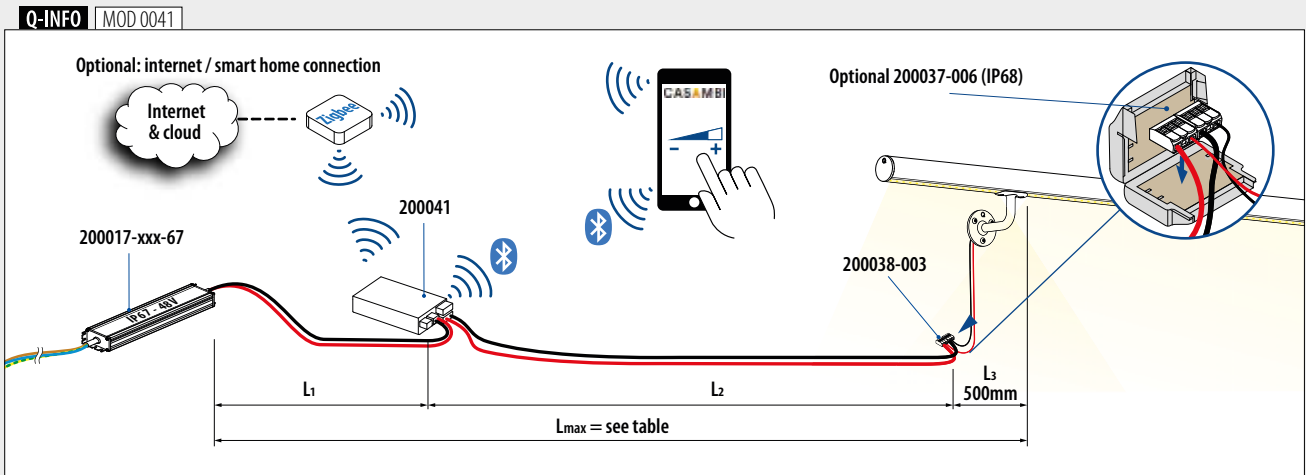 Q-INFO MOD 0041
Optional: internet / smart home connection
Internet
& cloud
Zigbee
CASAMBI
- +
Optional 200037-006 (IP68)
200041
200017-xxx-67
IP67 - 48V
200038-003
L1
L2
L3
500mm
Lmax = see table